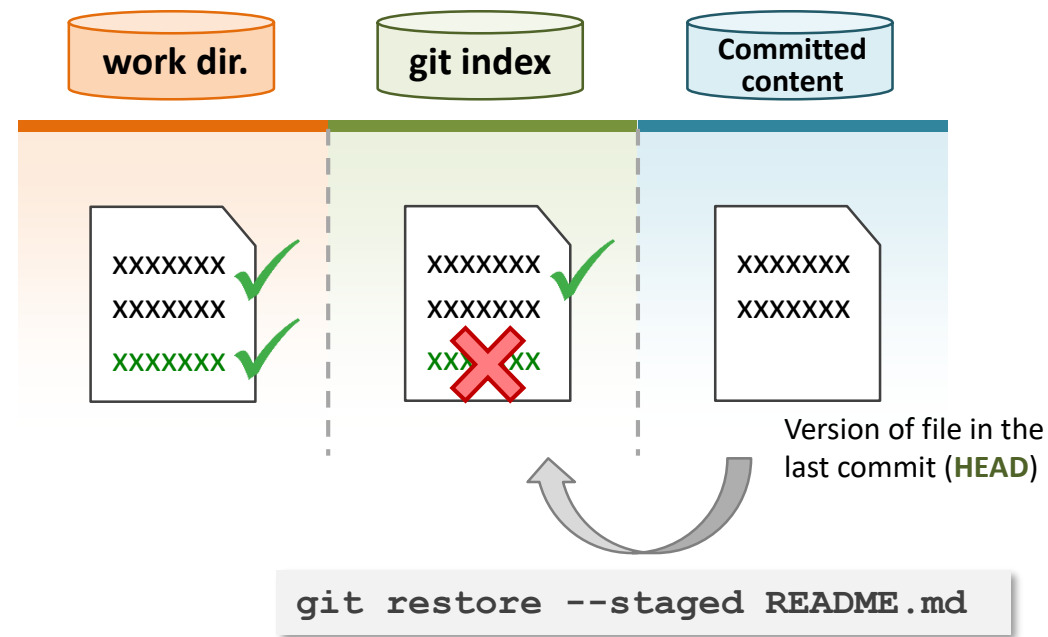 work dir.
git index
Committed
content
xxxxxxx
xxxxxxx
xxxxxxx
xxxxxxx
xxxxxxx
xxxxxxx
xxxxxxx
Version of file in the
last commit (HEAD)
git restore --staged README.md